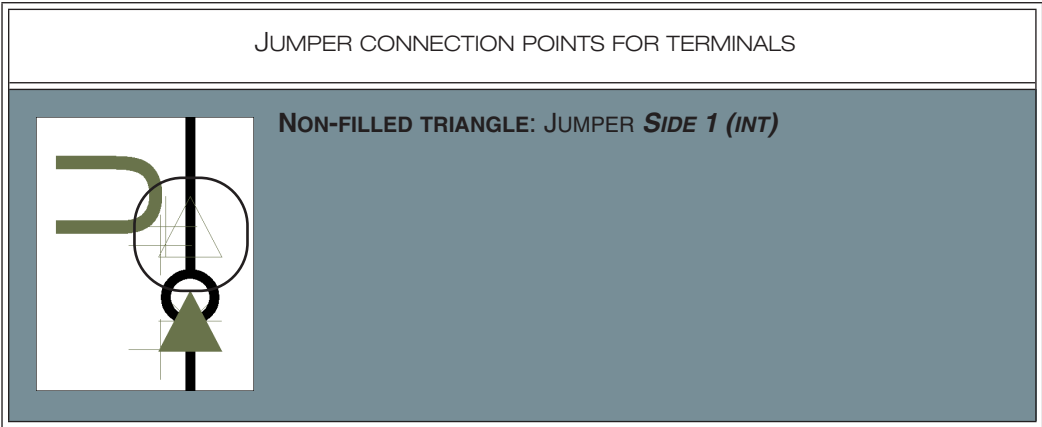 JUMPER CONNECTION POINTS FOR TERMINALS
NON-FILLED TRIANGLE: JUMPER SIDE 1 (INT)